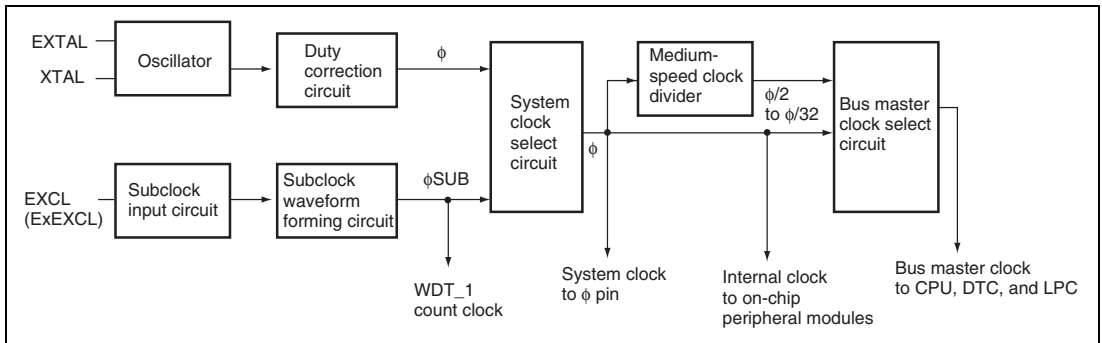 EXTAL
XTAL
Oscillator
Duty
correction
circuit
ϕ
System
clock
select
circuit
ϕ
Medium-
speed clock
divider
ϕ/2
to ϕ/32
Bus master
clock select
circuit
EXCL
(ExEXCL)
Subclock
input circuit
Subclock
waveform
forming circuit
ϕSUB
WDT_1
count clock
System clock
to ϕ pin
Internal clock
to on-chip
peripheral modules
Bus master clock
to CPU, DTC, and LPC